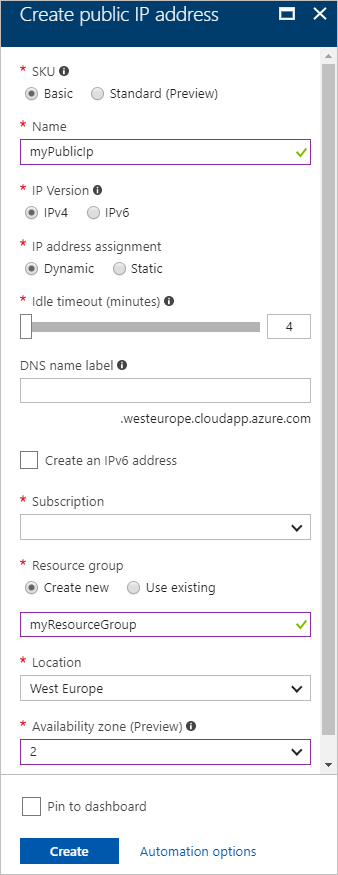 Create public IP address
* SKU
Basic Standard (Preview)
* Name
myPublicIp
* IP Version
IPv4 IPv6
* IP address assignment
Dynamic Static
* Idle timeout (minutes)
4
DNS name label
.westeurope.cloudapp.azure.com
Create an IPv6 address
* Subscription
* Resource group
Create new Use existing
myResourceGroup
* Location
West Europe
* Availability zone (Preview)
2
Pin to dashboard
Create Automation options